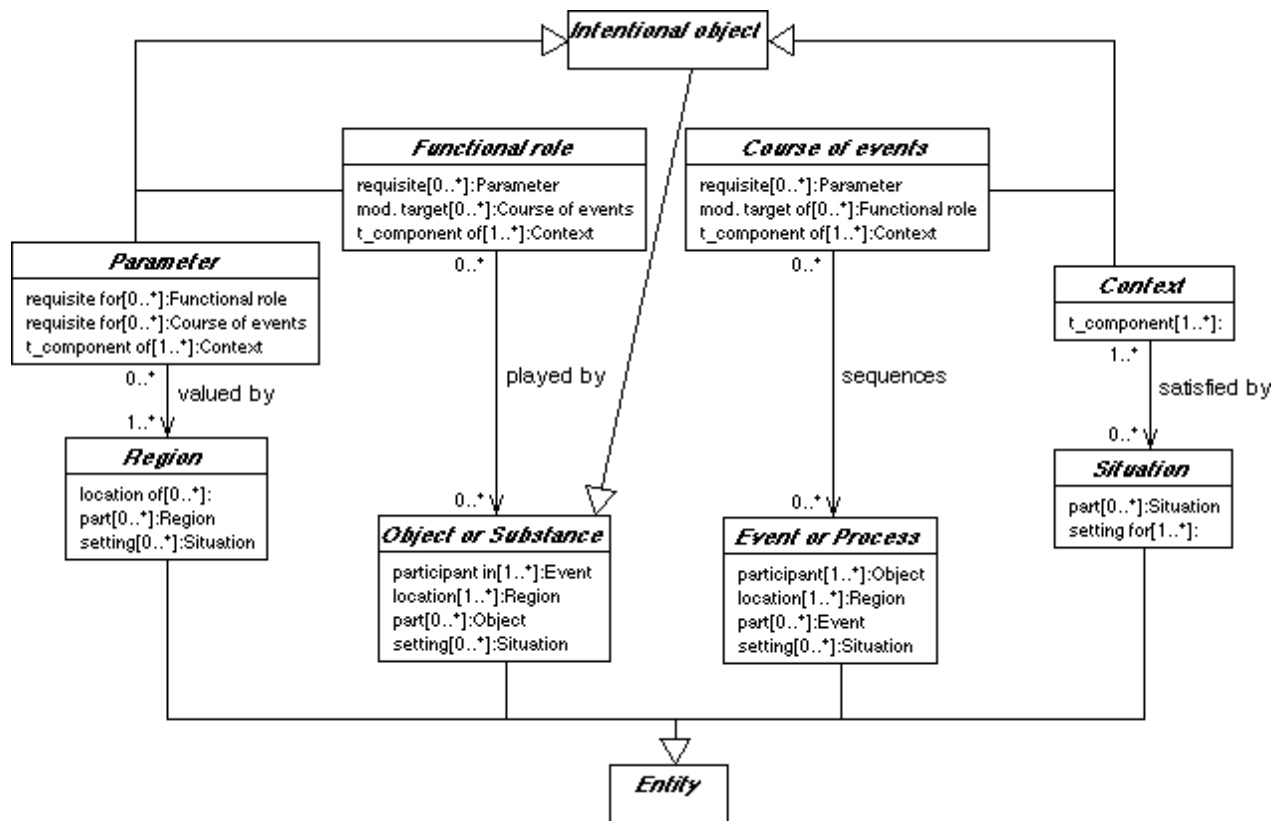 Intentional object
Functional role
requisite[0..*]:Parameter
mod. target[0..*]:Course of events
t_component of[1..*]:Context
0..*
Course of events
requisite[0..*]:Parameter
mod. target of[0..*]:Functional role
t_component of[1..*]:Context
0..*
Parameter
requisite for[0..*]:Functional role
requisite for[0..*]:Course of events
t_component of[1..*]:Context
0..*
Context
t_component[1..*]:
1..*
valued by
played by
sequences
satisfied by
1..*
Region
location of[0..*]:
part[0..*]:Region
setting[0..*]:Situation
0..*
Situation
part[0..*]:Situation
setting for[1..*]:
0..*
Object or Substance
participant in[1..*]:Event
location[1..*]:Region
part[0..*]:Object
setting[0..*]:Situation
0..*
Event or Process
participant[1..*]:Object
location[1..*]:Region
part[0..*]:Event
setting[0..*]:Situation
Entity